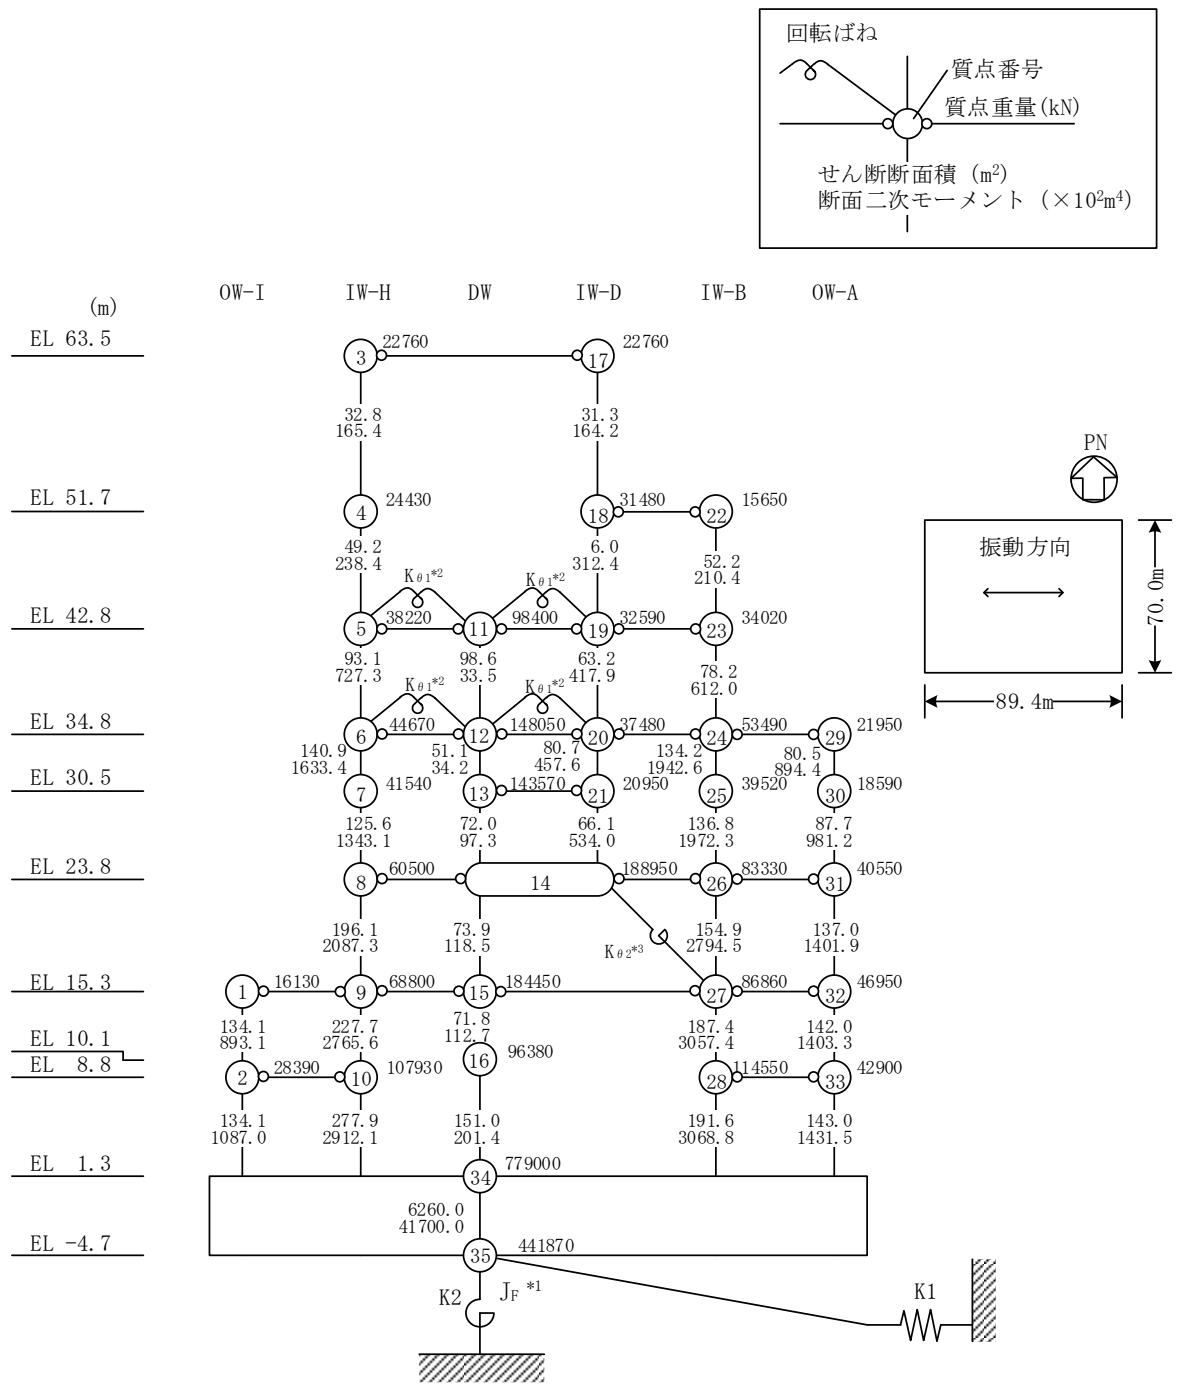 回転ばね
質点番号
質点重量(kN)
せん断断面積 (m²)
断面二次モーメント (×10²m⁴)
OW-I IW-H DW IW-D IW-B OW-A
(m)
EL 63.5
3 22760 17 22760
32.8 31.3
165.4 164.2
EL 51.7
4 24430 18 31480 22 15650
49.2 6.0 52.2
238.4 312.4 210.4
Kθ1*2 Kθ1*2
EL 42.8
5 38220 11 98400 19 32590 23 34020
93.1 98.6 63.2 78.2
727.3 33.5 417.9 612.0
Kθ1*2 Kθ1*2
EL 34.8
6 44670 12 148050 20 37480 24 53490 29 21950
140.9 51.1 80.7 134.2 80.5
1633.4 34.2 457.6 1942.6 894.4
EL 30.5
7 41540 13 143570 21 20950 25 39520 30 18590
125.6 72.0 66.1 136.8 87.7
1343.1 97.3 534.0 1972.3 981.2
EL 23.8
8 60500 14 188950 26 83330 31 40550
196.1 73.9 154.9 137.0
2087.3 118.5 2794.5 1401.9
Kθ2*3
EL 15.3
1 16130 9 68800 15 184450 27 86860 32 46950
134.1 227.7 71.8 187.4 142.0
893.1 2765.6 112.7 3057.4 1403.3
EL 10.1
16 96380
EL 8.8
2 28390 10 107930 28 114550 33 42900
134.1 277.9 151.0 191.6 143.0
1087.0 2912.1 201.4 3068.8 1431.5
EL 1.3
34 779000
6260.0
41700.0
EL -4.7
35 441870
K2 JF *1
K1
PN
振動方向
70.0m
89.4m